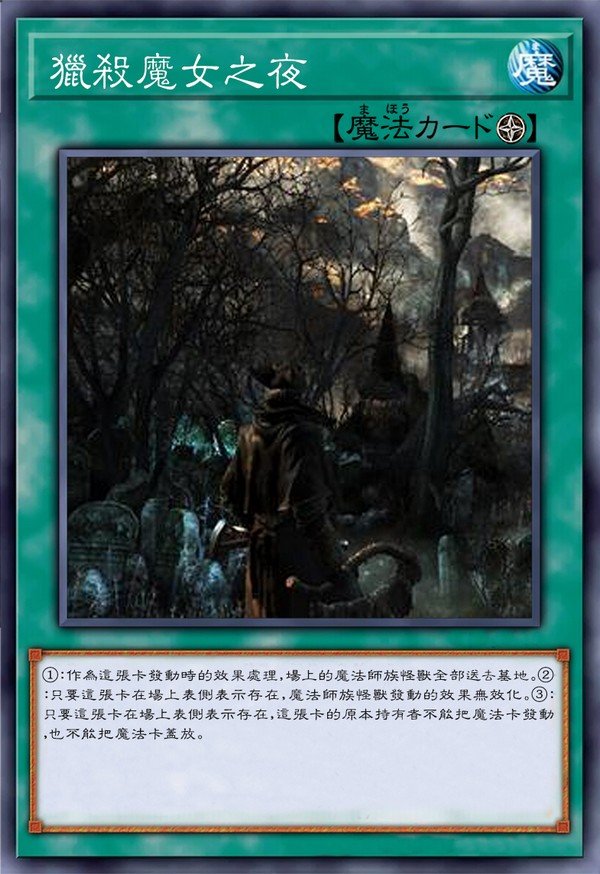 獵殺魔女之夜
魔
【魔法カード】
ま ほう
①:作為這張卡發動時的效果處理,場上的魔法師族怪獸全部送去墓地。②
:只要這張卡在場上表側表示存在,魔法師族怪獸發動的效果無效化。③:
只要這張卡在場上表側表示存在,這張卡的原本持有者不能把魔法卡發動
,也不能把魔法卡蓋放。